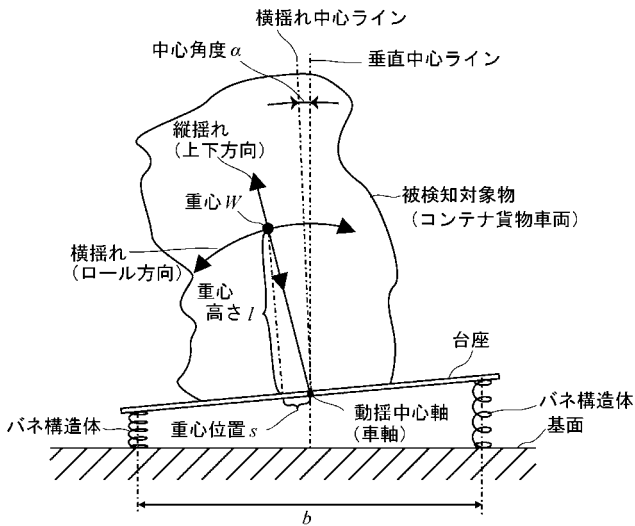 横揺れ中心ライン
中心角度α
垂直中心ライン
縦揺れ
(上下方向)
重心W
被検知対象物
(コンテナ貨物車両)
横揺れ
(ロール方向)
重心
高さl
台座
バネ構造体
重心位置s
動揺中心軸
(車軸)
バネ構造体
基面
b